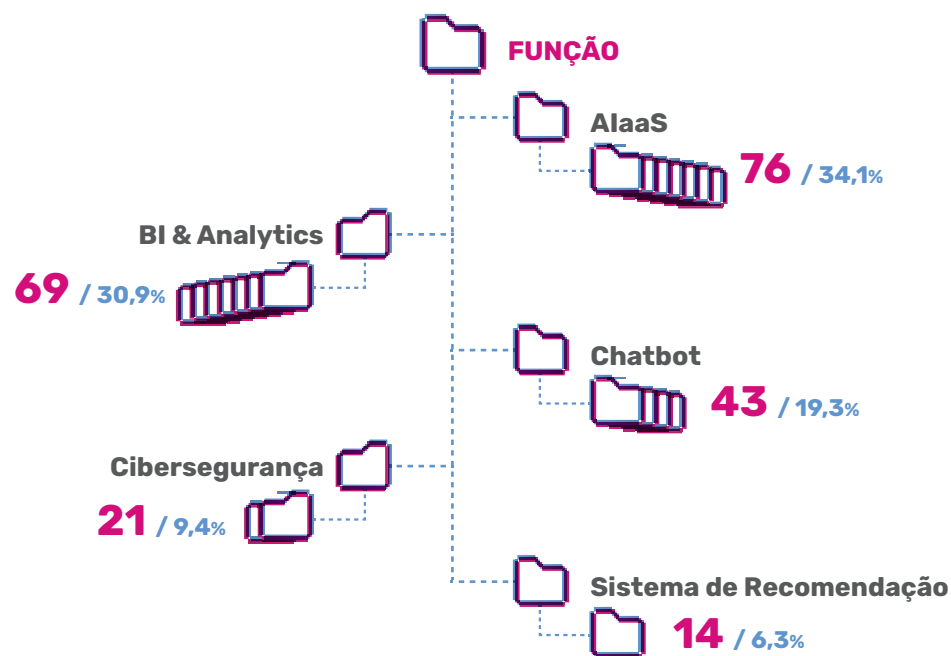 FUNÇÃO
AIaaS
76 / 34,1%
BI & Analytics
69 / 30,9%
Chatbot
43 / 19,3%
Cibersegurança
21 / 9,4%
Sistema de Recomendação
14 / 6,3%